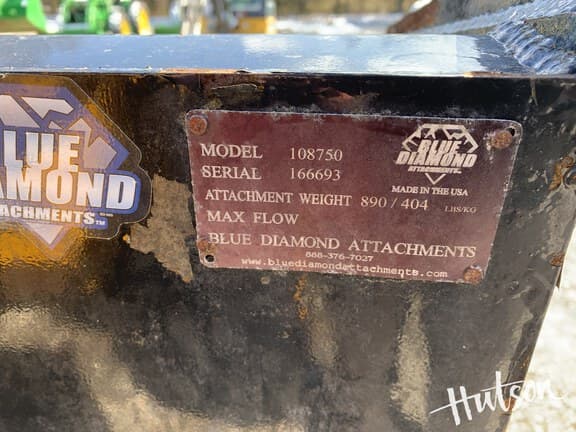 BLUE
DIAMOND
ATTACHMENTS™
MODEL 108750
SERIAL 166693
BLUE
DIAMOND
ATTACHMENTS
MADE IN THE USA
ATTACHMENT WEIGHT 890 / 404 LBS/KG
MAX FLOW
BLUE DIAMOND ATTACHMENTS
888-376-7027
www.bluediamondattachments.com
Hutson